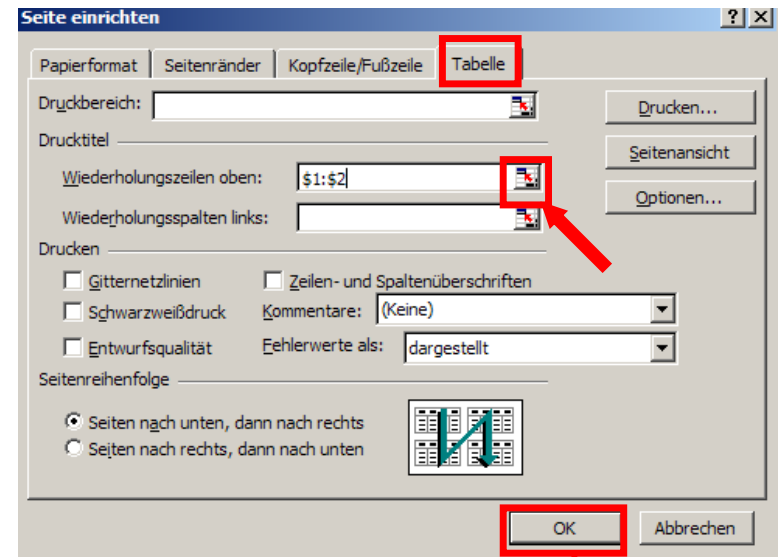 Seite einrichten
Papierformat Seitenränder Kopfzeile/Fußzeile Tabelle
Druckbereich:
Drucken...
Drucktitel
Seitenansicht
Wiederholungszeilen oben: $1:$2
Optionen...
Wiederholungsspalten links:
Drucken
Gitternetzlinien Zeilen- und Spaltenüberschriften
Schwarzweißdruck Kommentare: (Keine)
Entwurfsqualität Fehlerwerte als: dargestellt
Seitenreihenfolge
Seiten nach unten, dann nach rechts
Seiten nach rechts, dann nach unten
OK Abbrechen